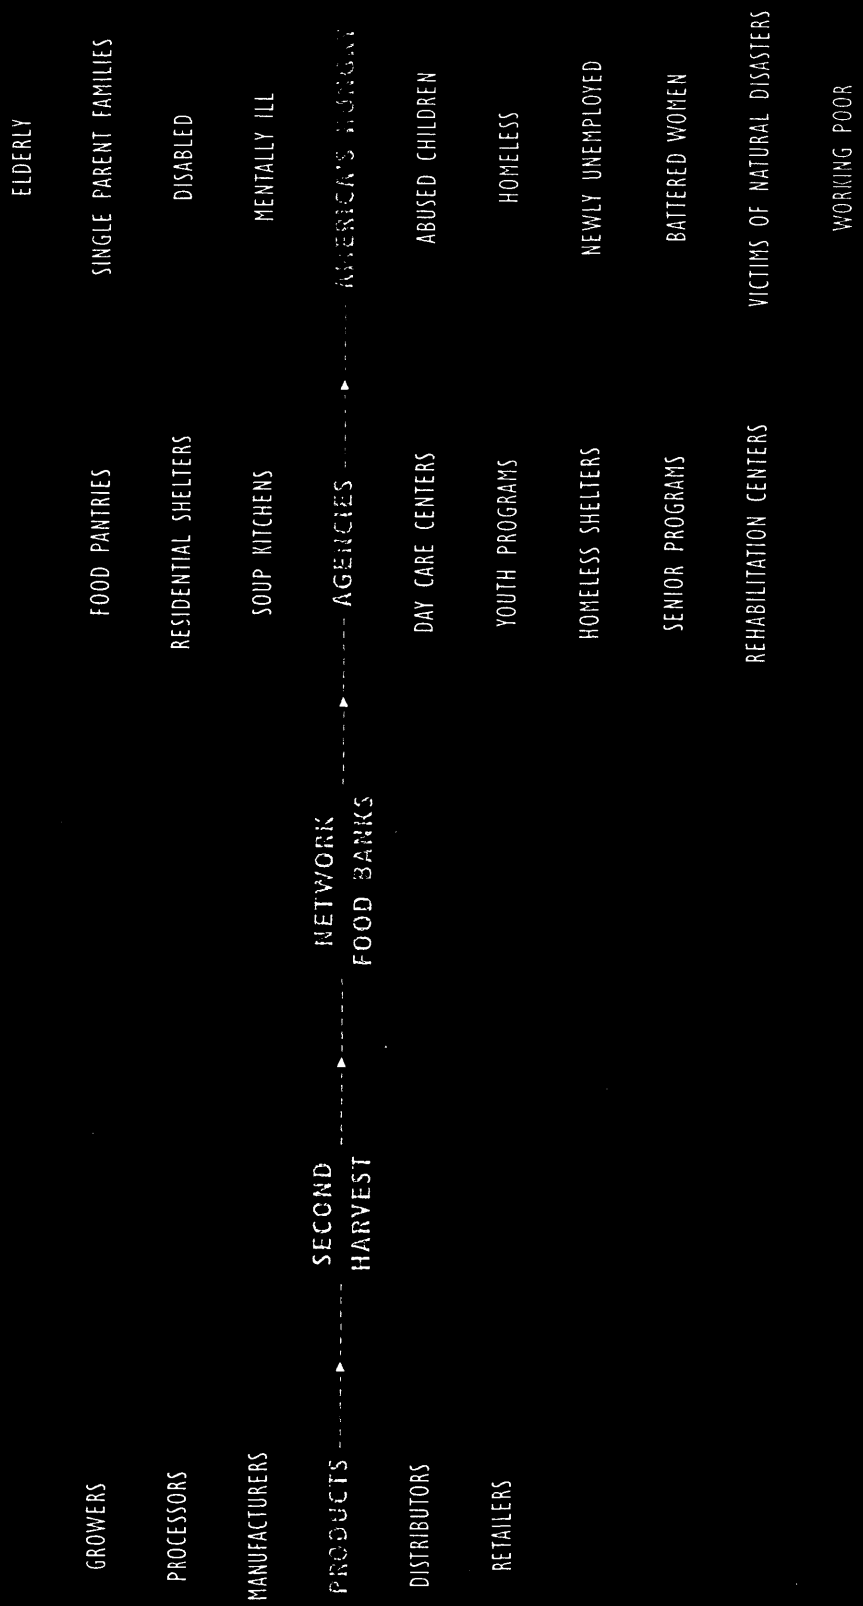 GROWERS
PROCESSORS
MANUFACTURERS
PRODUCTS
DISTRIBUTORS
RETAILERS
SECOND
HARVEST
NETWORK
FOOD BANKS
FOOD PANTRIES
RESIDENTIAL SHELTERS
SOUP KITCHENS
AGENCIES
DAY CARE CENTERS
YOUTH PROGRAMS
HOMELESS SHELTERS
SENIOR PROGRAMS
REHABILITATION CENTERS
ELDERLY
SINGLE PARENT FAMILIES
DISABLED
MENTALLY ILL
AMERICA'S HUNGRY
ABUSED CHILDREN
HOMELESS
NEWLY UNEMPLOYED
BATTERED WOMEN
VICTIMS OF NATURAL DISASTERS
WORKING POOR